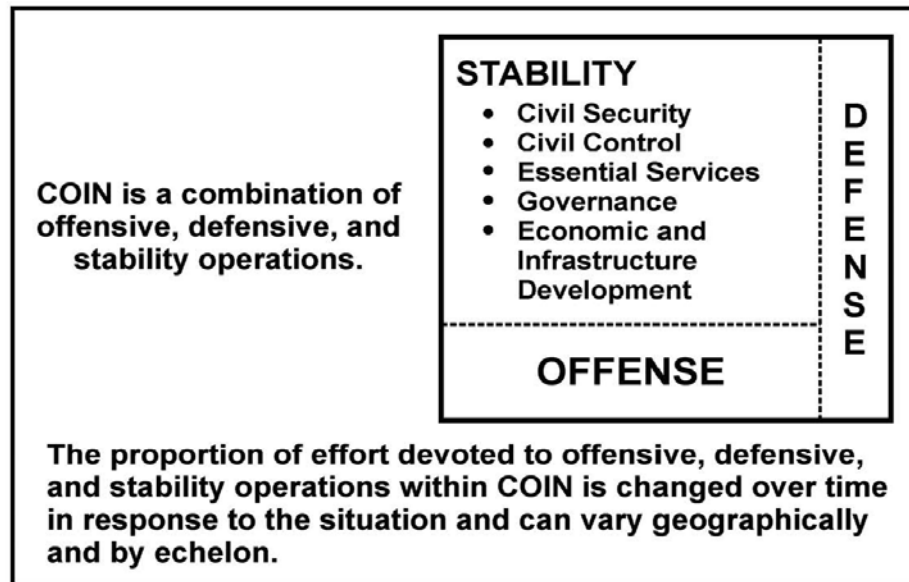 COIN is a combination of
offensive, defensive, and
stability operations.
STABILITY
• Civil Security
• Civil Control
• Essential Services
• Governance
• Economic and
Infrastructure
Development
OFFENSE
DEFENSE
The proportion of effort devoted to offensive, defensive,
and stability operations within COIN is changed over time
in response to the situation and can vary geographically
and by echelon.